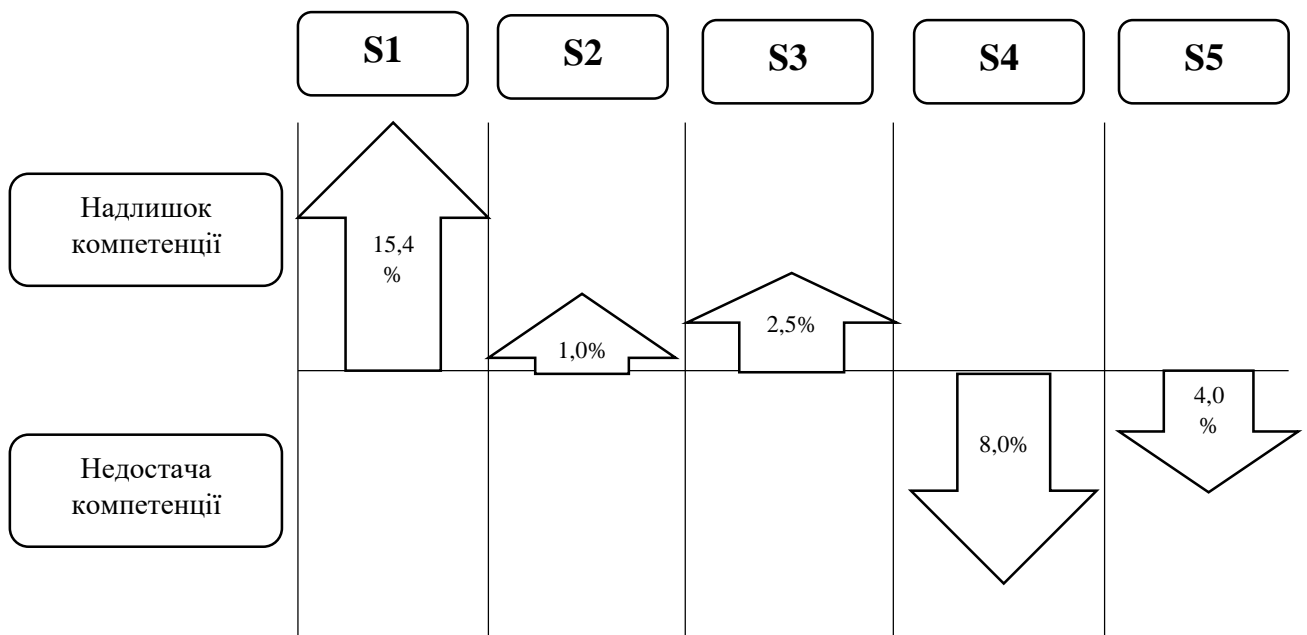 S1
S2
S3
S4
S5
Надлишок
компетенції
15,4
%
1,0%
2,5%
Недостача
компетенції
8,0%
4,0
%